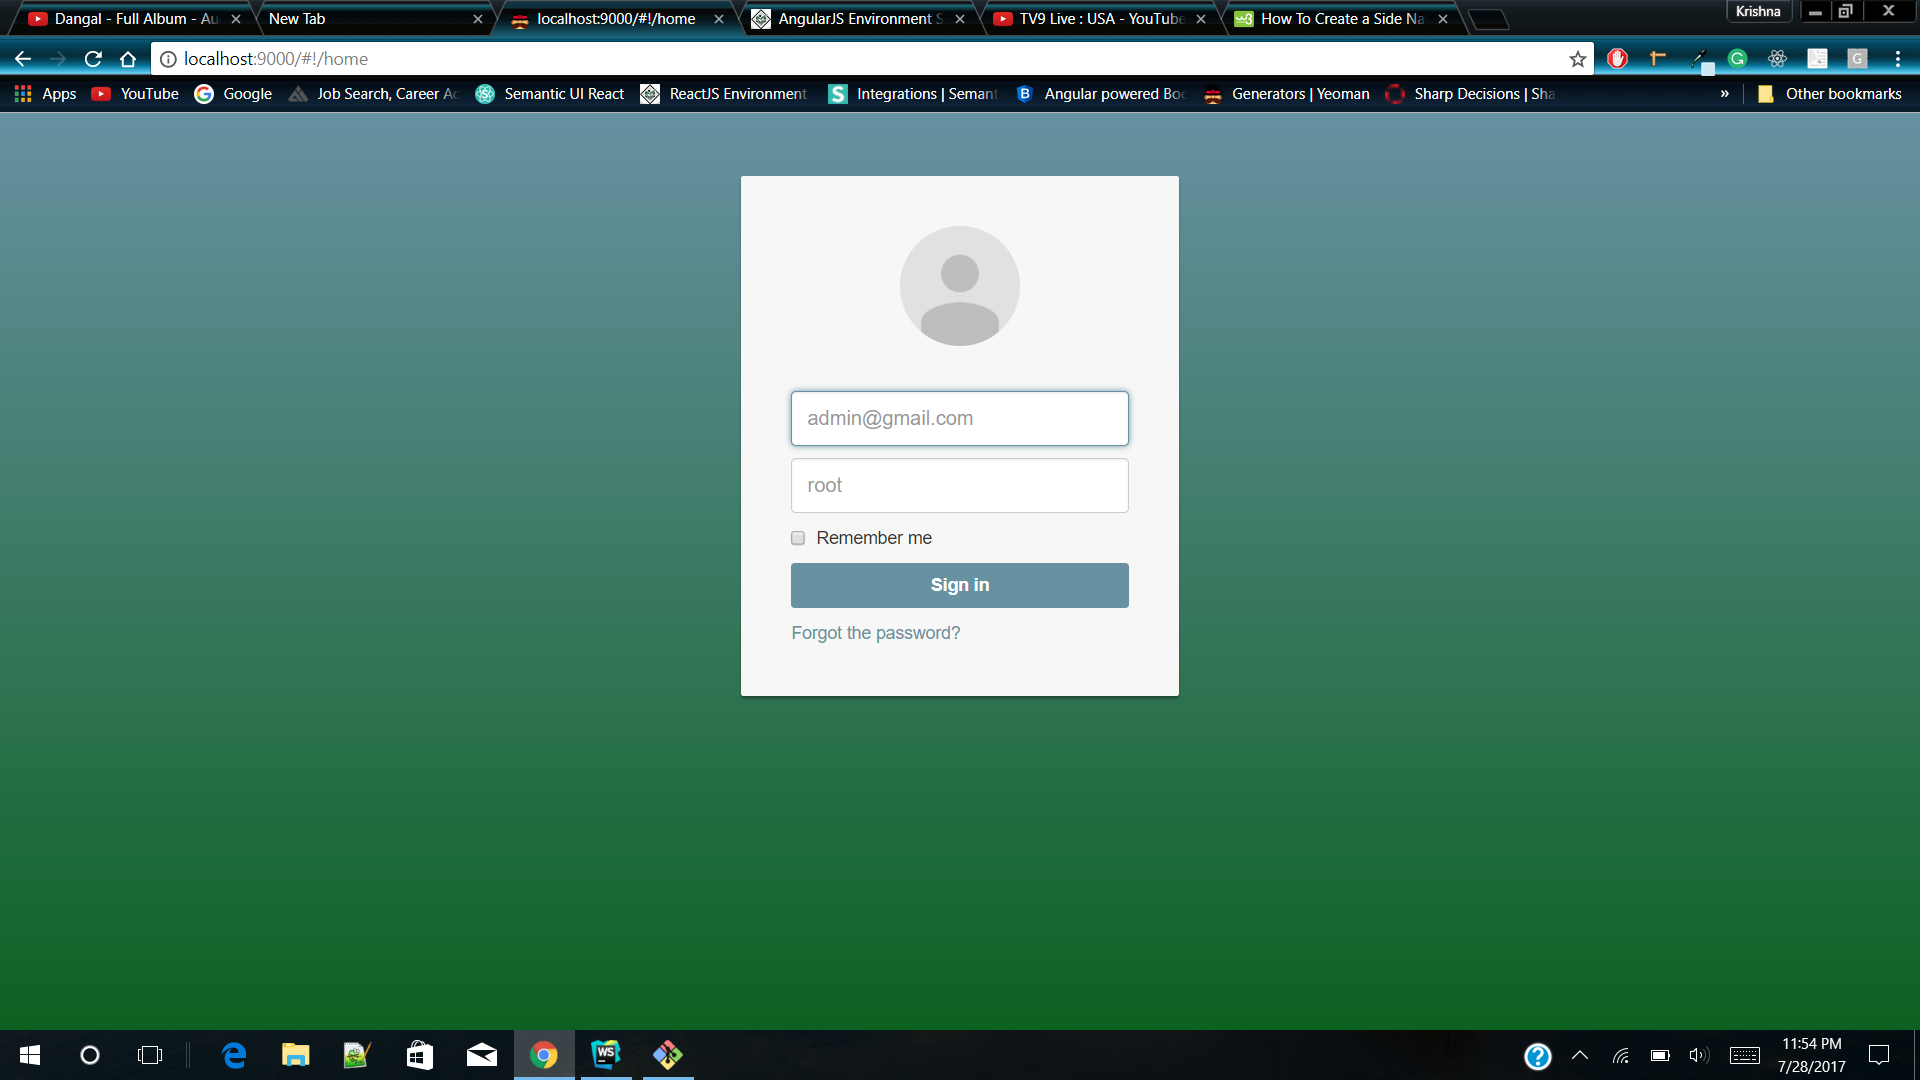 Dangal - Full Album - Au
New Tab
localhost:9000/#!/home
AngularJS Environment S
TV9 Live : USA - YouTube
How To Create a Side Na
Krishna
localhost:9000/#!/home
Apps
YouTube
Google
Job Search, Career Ac
Semantic UI React
ReactJS Environment
Integrations | Semant
Angular powered Boo
Generators | Yeoman
Sharp Decisions | Sha
»
Other bookmarks
admin@gmail.com
root
Remember me
Sign in
Forgot the password?
11:54 PM
7/28/2017